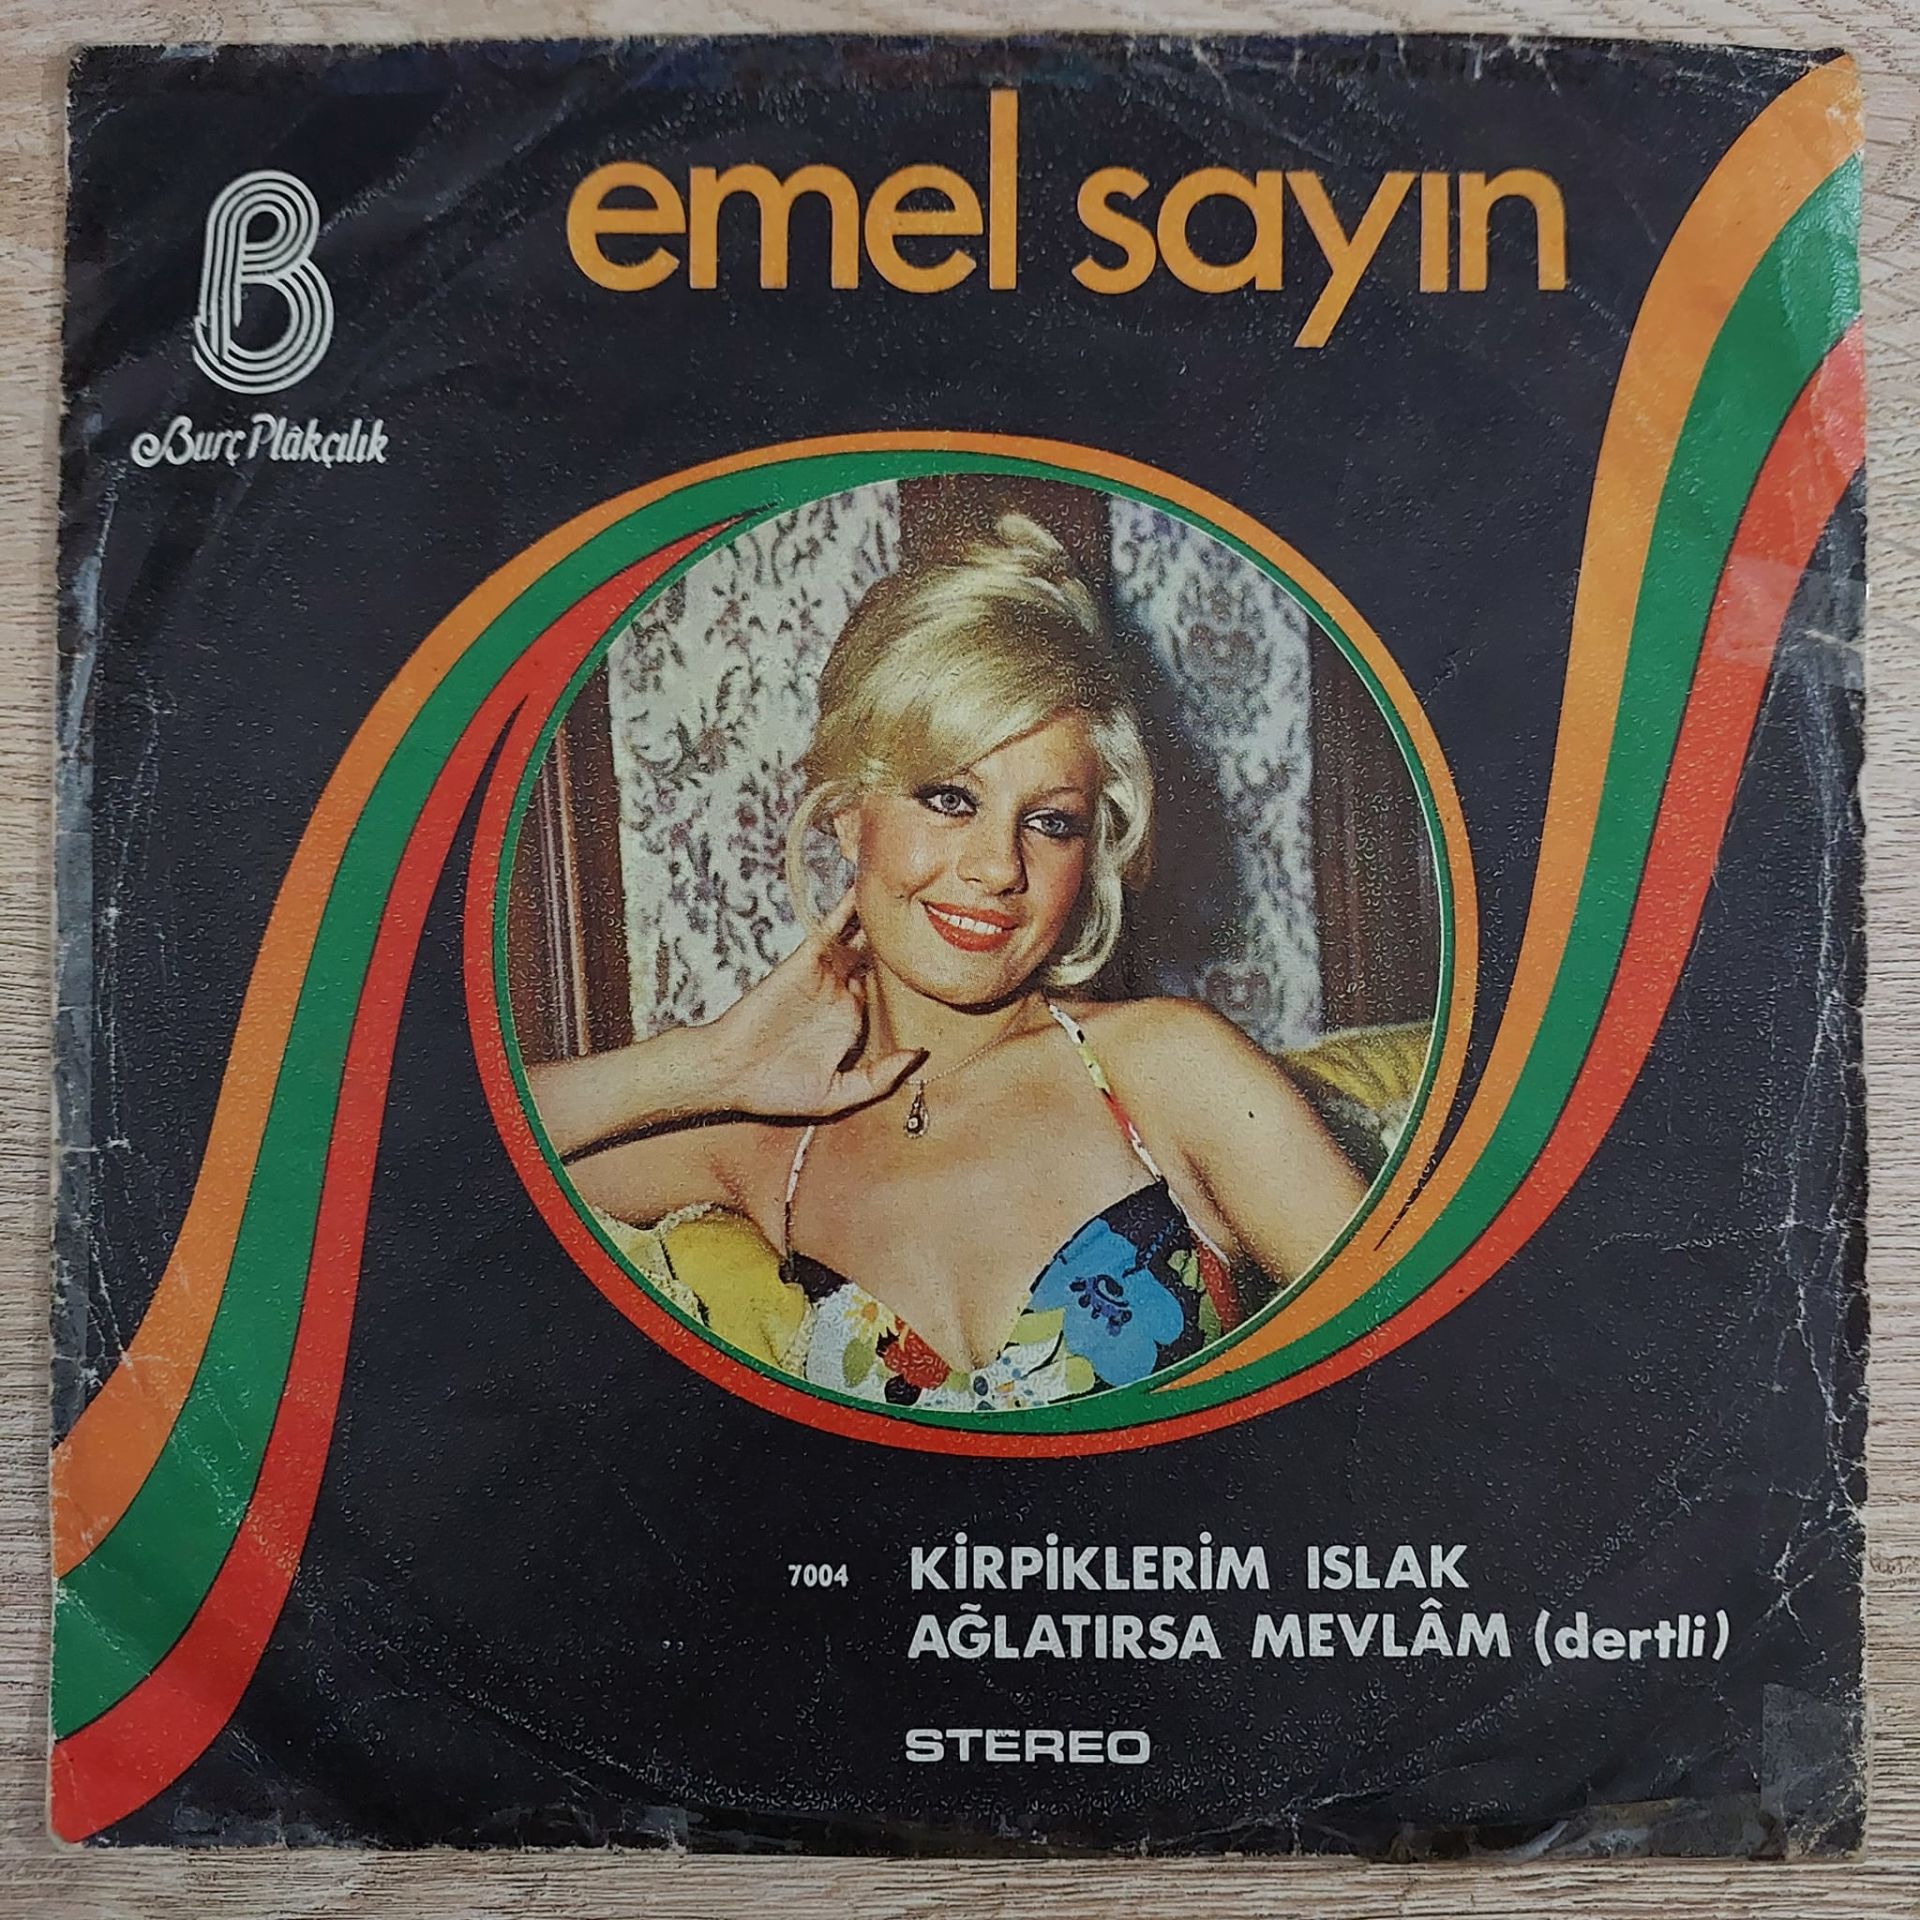 emel sayın
B
Burç Plâkçılık
7004 KİRPİKLERİM ISLAK
AĞLATIRSA MEVLÂM (dertli)
STEREO